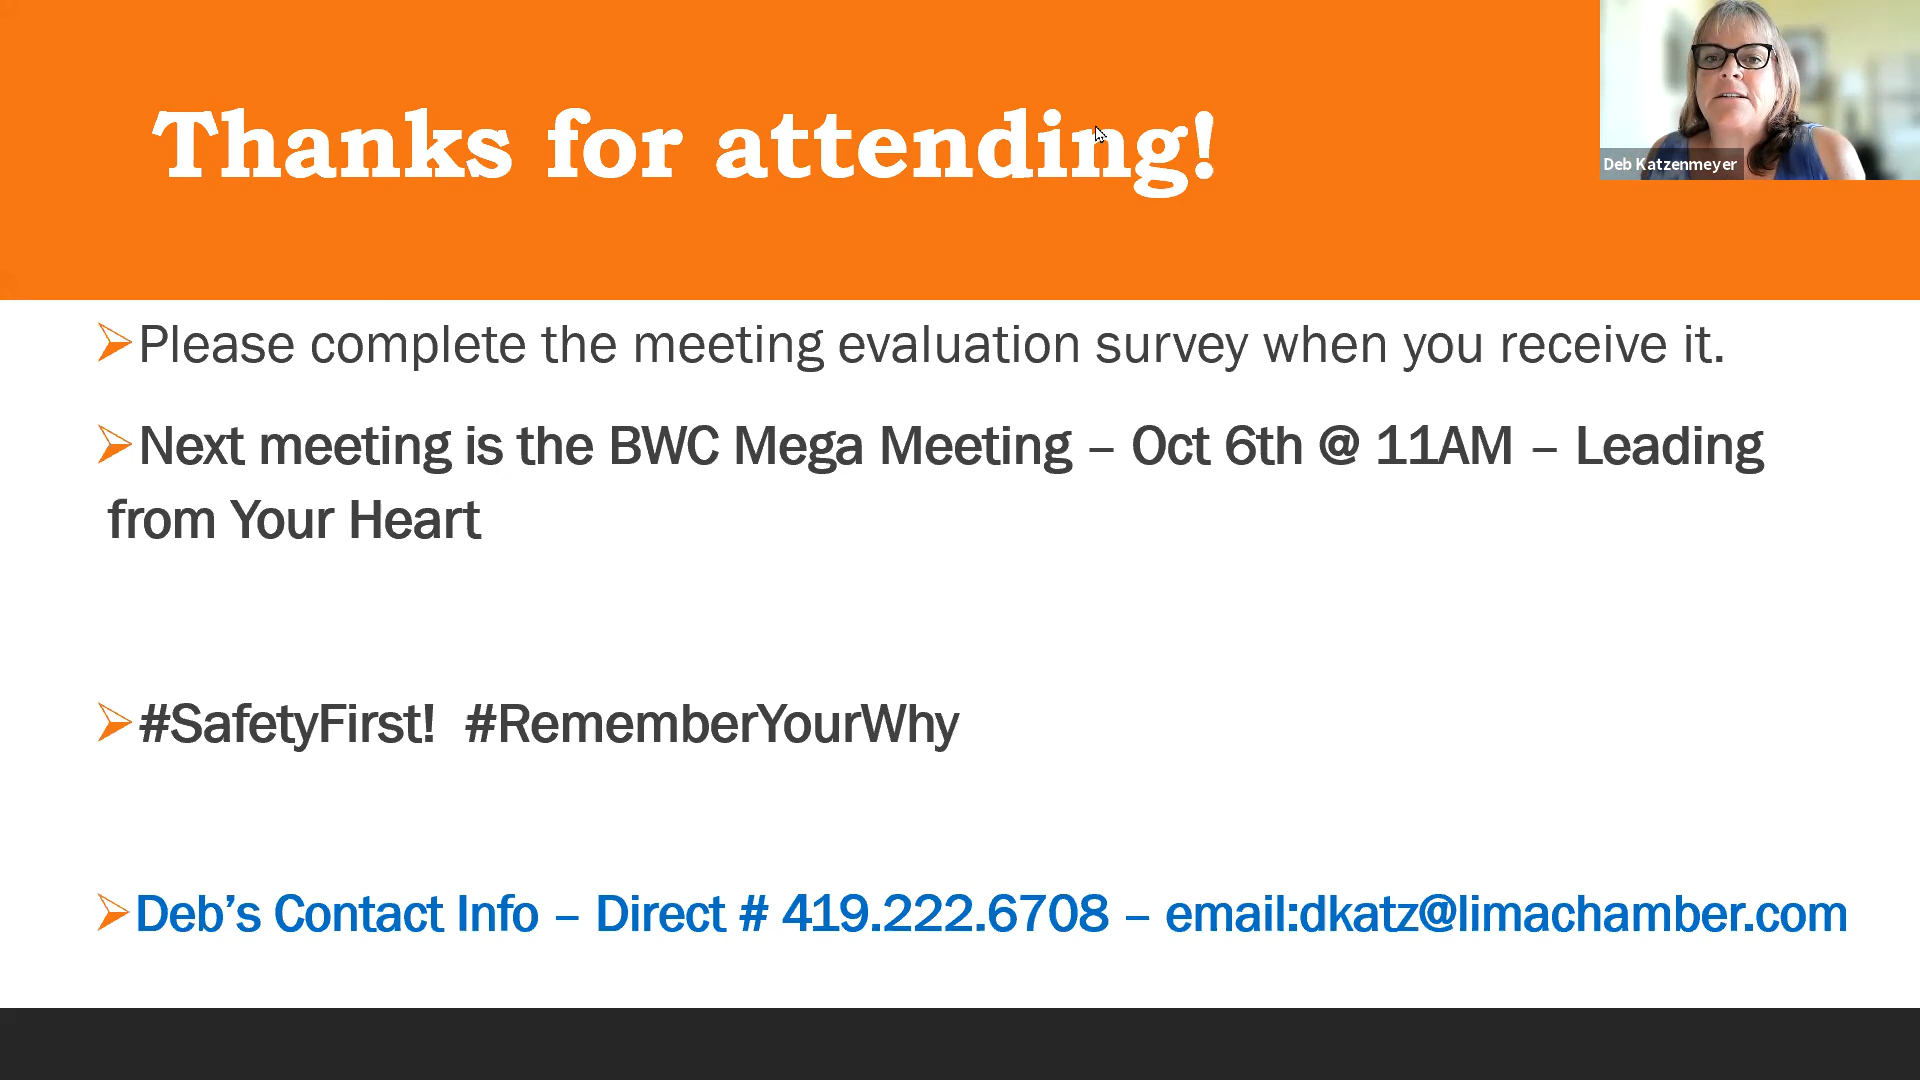 Thanks for attending!
Deb Katzenmeyer
Please complete the meeting evaluation survey when you receive it.
Next meeting is the BWC Mega Meeting – Oct 6th @ 11AM – Leading
from Your Heart
#SafetyFirst!  #RememberYourWhy
Deb’s Contact Info – Direct # 419.222.6708 – email:dkatz@limachamber.com